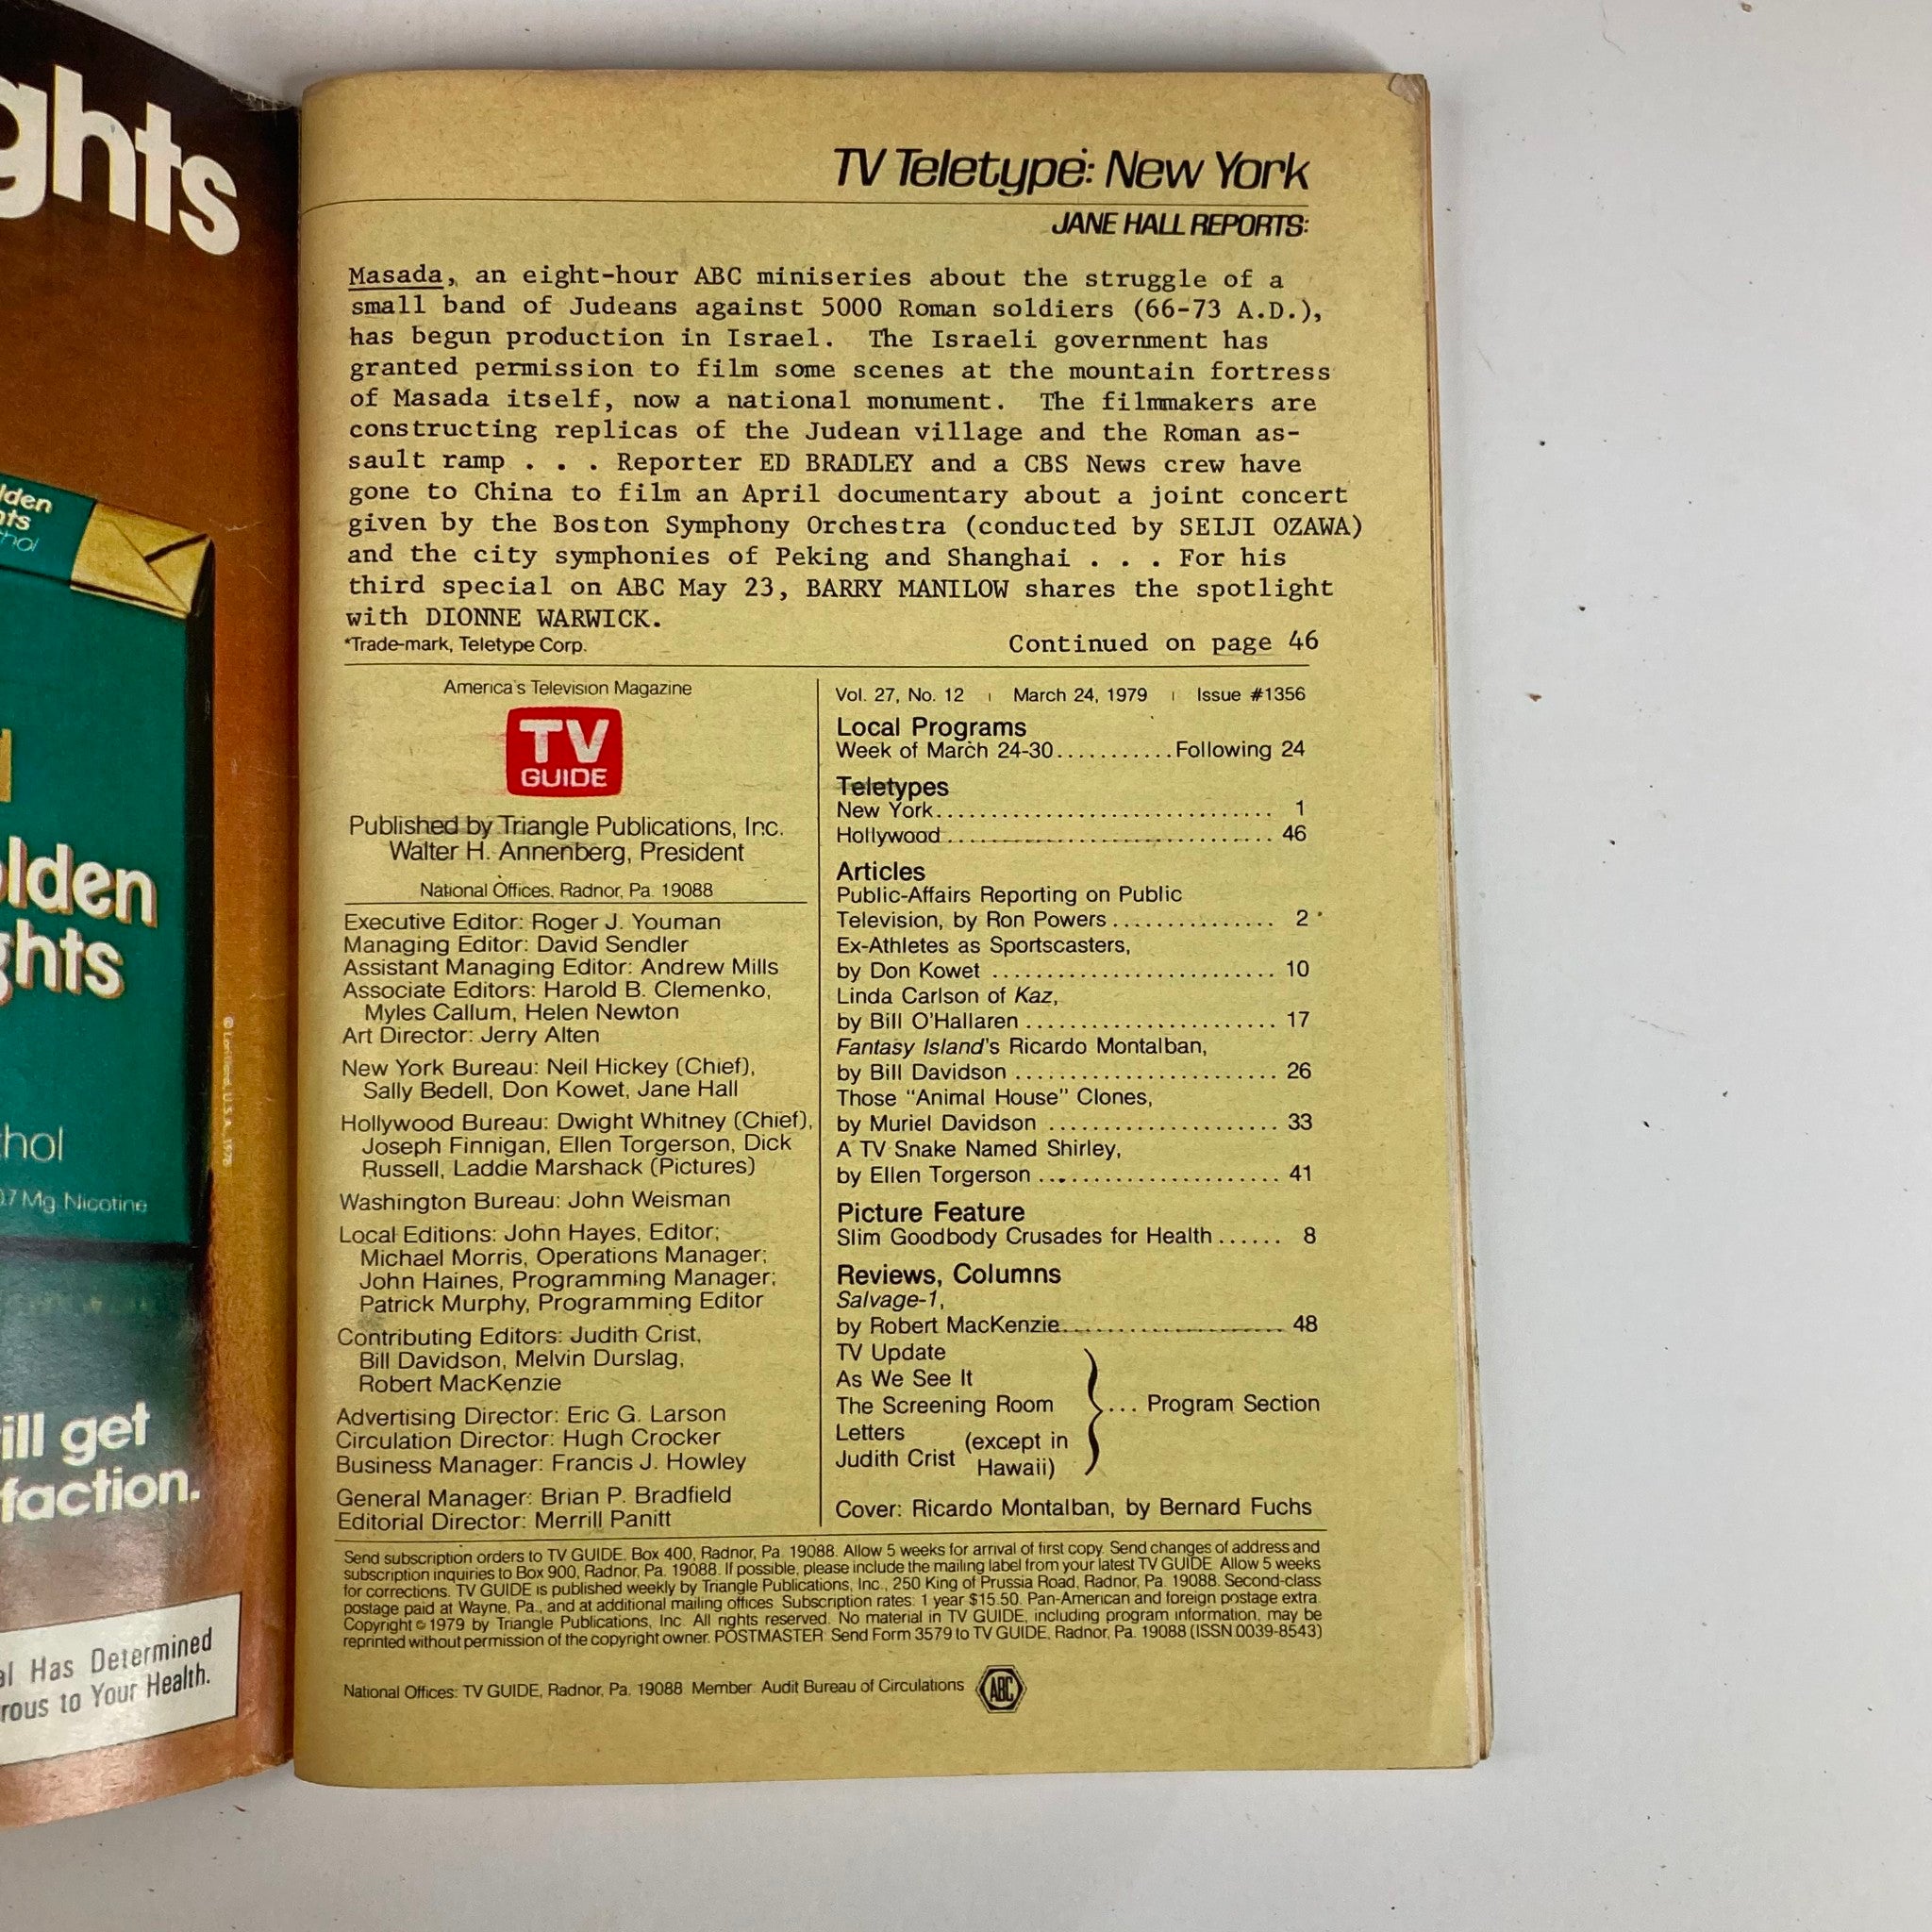 ghts
lden
hts
hol
lden
ghts
hol
0.7 Mg. Nicotine
© Lorillard, U.S.A., 1978
ill get
faction.
al Has Determined
rous to Your Health.
TV Teletype: New York
JANE HALL REPORTS:
Masada, an eight-hour ABC miniseries about the struggle of a
small band of Judeans against 5000 Roman soldiers (66-73 A.D.),
has begun production in Israel. The Israeli government has
granted permission to film some scenes at the mountain fortress
of Masada itself, now a national monument. The filmmakers are
constructing replicas of the Judean village and the Roman as-
sault ramp . . . Reporter ED BRADLEY and a CBS News crew have
gone to China to film an April documentary about a joint concert
given by the Boston Symphony Orchestra (conducted by SEIJI OZAWA)
and the city symphonies of Peking and Shanghai . . . For his
third special on ABC May 23, BARRY MANILOW shares the spotlight
with DIONNE WARWICK.
*Trade-mark, Teletype Corp.
Continued on page 46
America's Television Magazine
TV
GUIDE
Published by Triangle Publications, Inc.
Walter H. Annenberg, President
National Offices, Radnor, Pa. 19088
Executive Editor: Roger J. Youman
Managing Editor: David Sendler
Assistant Managing Editor: Andrew Mills
Associate Editors: Harold B. Clemenko,
Myles Callum, Helen Newton
Art Director: Jerry Alten
New York Bureau: Neil Hickey (Chief),
Sally Bedell, Don Kowet, Jane Hall
Hollywood Bureau: Dwight Whitney (Chief),
Joseph Finnigan, Ellen Torgerson, Dick
Russell, Laddie Marshack (Pictures)
Washington Bureau: John Weisman
Local Editions: John Hayes, Editor;
Michael Morris, Operations Manager;
John Haines, Programming Manager;
Patrick Murphy, Programming Editor
Contributing Editors: Judith Crist,
Bill Davidson, Melvin Durslag,
Robert MacKenzie
Advertising Director: Eric G. Larson
Circulation Director: Hugh Crocker
Business Manager: Francis J. Howley
General Manager: Brian P. Bradfield
Editorial Director: Merrill Panitt
Vol. 27, No. 12 | March 24, 1979 | Issue #1356
Local Programs
Week of March 24-30...........Following 24
Teletypes
New York.............................. 1
Hollywood............................. 46
Articles
Public-Affairs Reporting on Public
Television, by Ron Powers............... 2
Ex-Athletes as Sportscasters,
by Don Kowet .......................... 10
Linda Carlson of Kaz,
by Bill O'Hallaren ....................... 17
Fantasy Island's Ricardo Montalban,
by Bill Davidson ........................ 26
Those "Animal House" Clones,
by Muriel Davidson ..................... 33
A TV Snake Named Shirley,
by Ellen Torgerson ...................... 41
Picture Feature
Slim Goodbody Crusades for Health...... 8
Reviews, Columns
Salvage-1,
by Robert MacKenzie..................... 48
TV Update
As We See It
The Screening Room ... Program Section
Letters
Judith Crist (except in
Hawaii)
Cover: Ricardo Montalban, by Bernard Fuchs
Send subscription orders to TV GUIDE, Box 400, Radnor, Pa. 19088. Allow 5 weeks for arrival of first copy. Send changes of address and
subscription inquiries to Box 900, Radnor, Pa. 19088. If possible, please include the mailing label from your latest TV GUIDE. Allow 5 weeks
for corrections. TV GUIDE is published weekly by Triangle Publications, Inc., 250 King of Prussia Road, Radnor, Pa. 19088. Second-class
postage paid at Wayne, Pa., and at additional mailing offices. Subscription rates: 1 year $15.50. Pan-American and foreign postage extra.
Copyright © 1979 by Triangle Publications, Inc. All rights reserved. No material in TV GUIDE, including program information, may be
reprinted without permission of the copyright owner. POSTMASTER: Send Form 3579 to TV GUIDE, Radnor, Pa. 19088 (ISSN 0039-8543)
National Offices: TV GUIDE, Radnor, Pa. 19088. Member: Audit Bureau of Circulations ABC